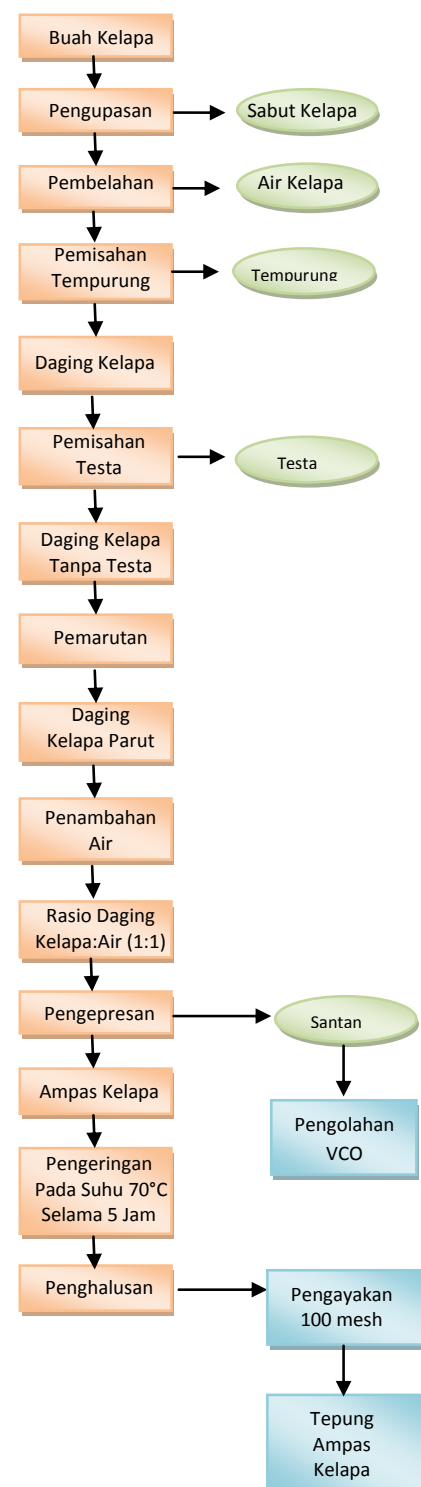 Buah Kelapa
Pengupasan
Sabut Kelapa
Pembelahan
Air Kelapa
Pemisahan
Tempurung
Tempurung
Daging Kelapa
Pemisahan
Testa
Testa
Daging Kelapa
Tanpa Testa
Pemarutan
Daging
Kelapa Parut
Penambahan
Air
Rasio Daging
Kelapa:Air (1:1)
Pengepresan
Santan
Ampas Kelapa
Pengolahan
VCO
Pengeringan
Pada Suhu 70°C
Selama 5 Jam
Penghalusan
Pengayakan
100 mesh
Tepung
Ampas
Kelapa